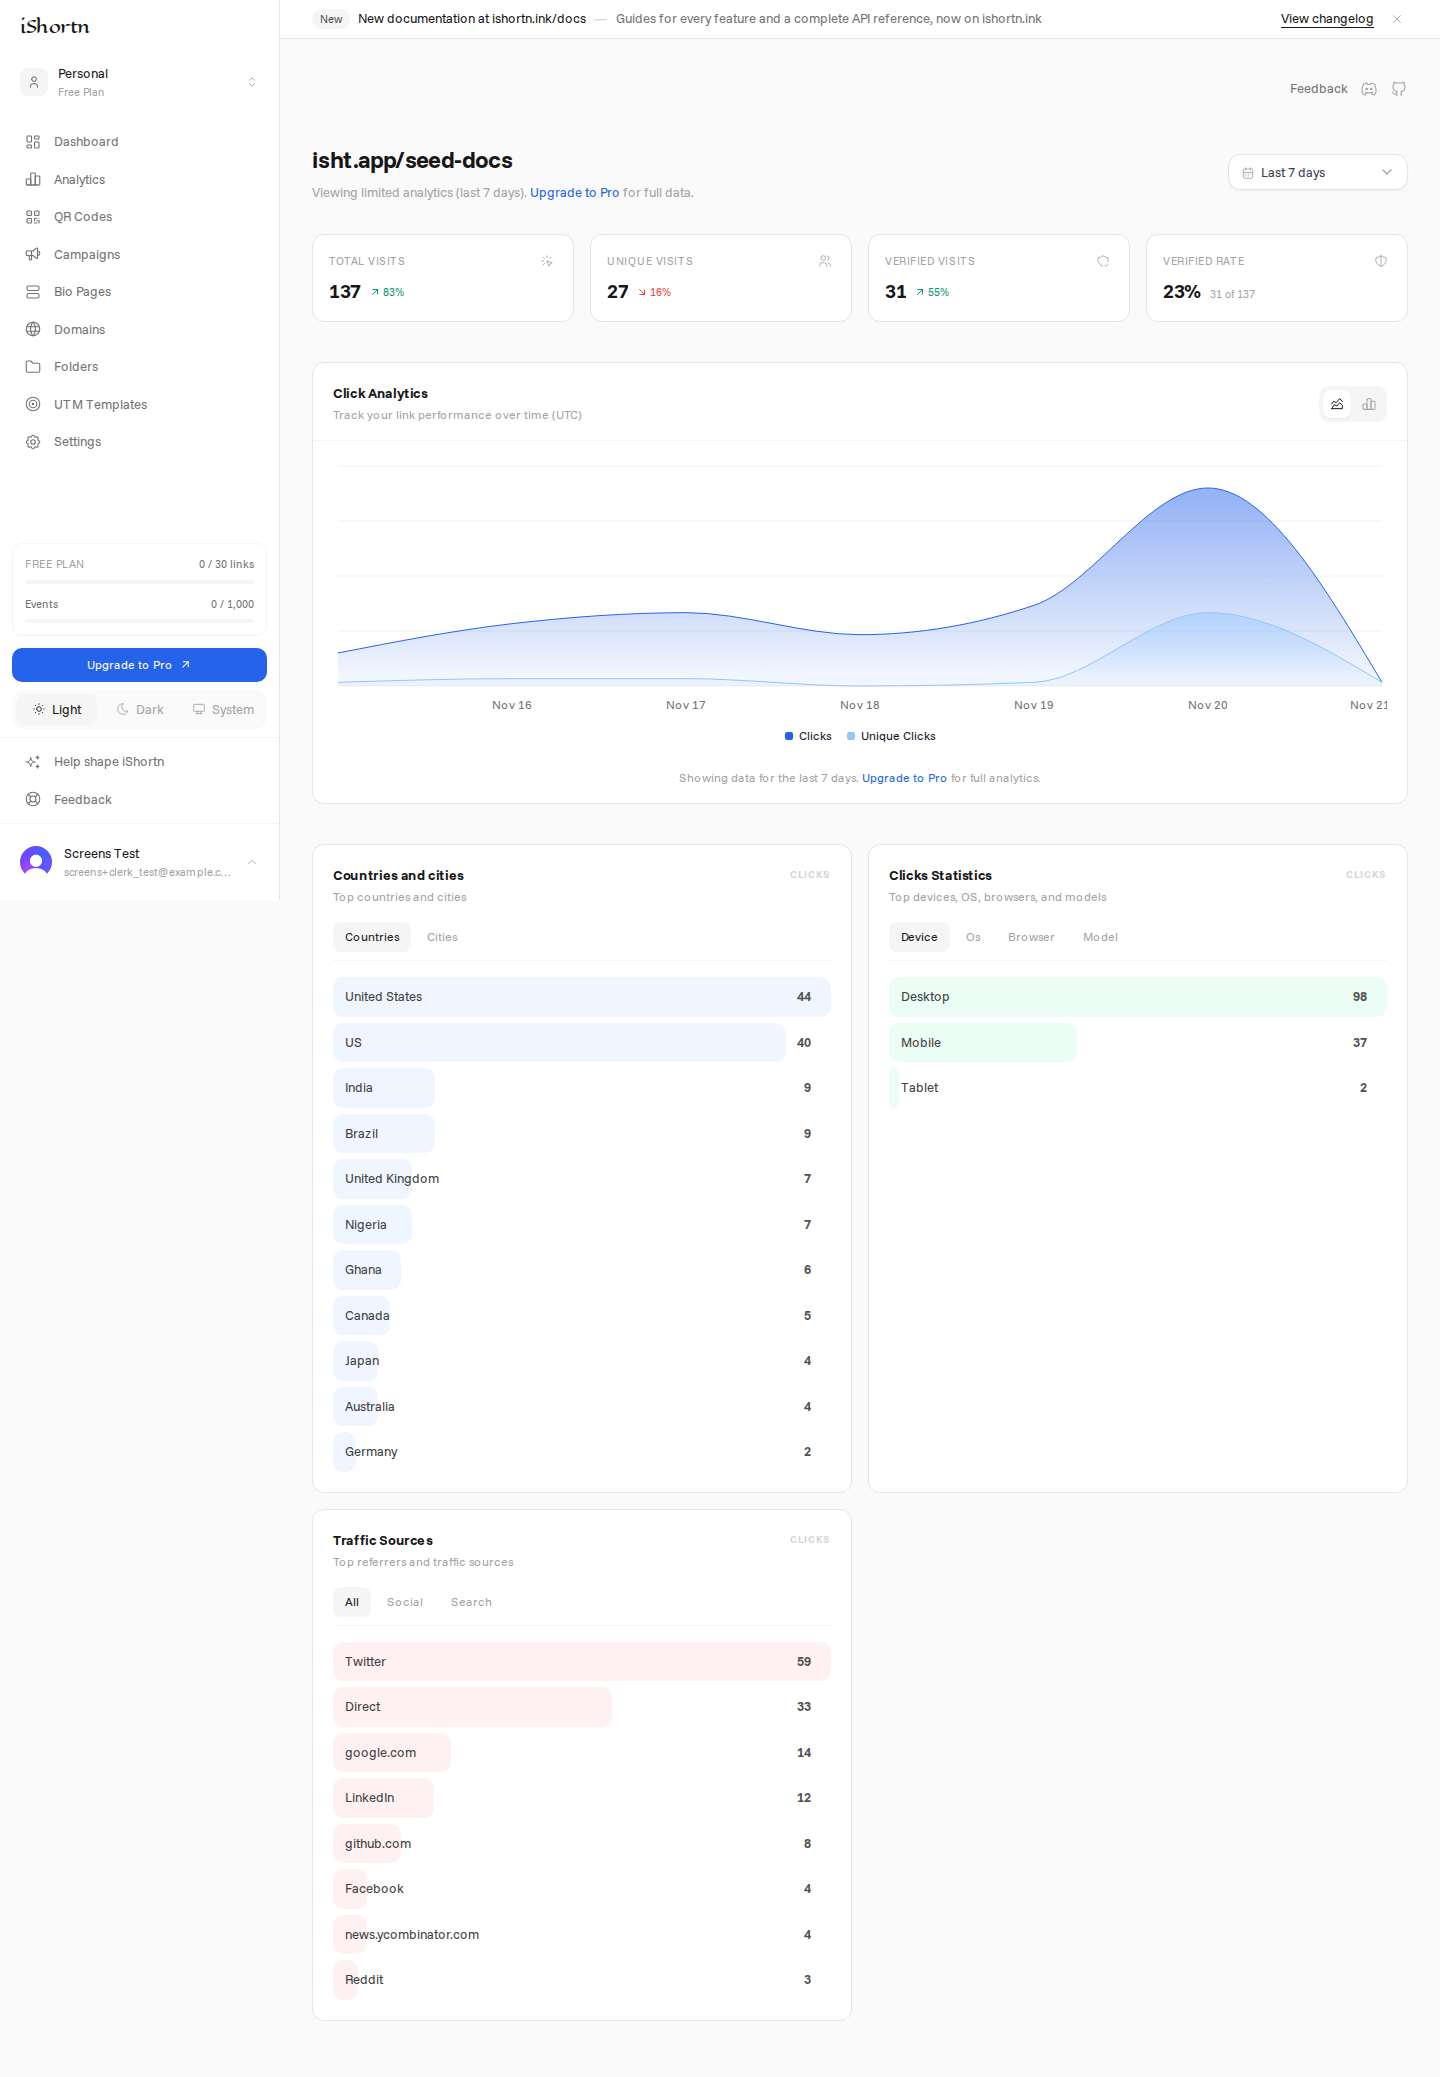 iShortn
Personal
Free Plan
Dashboard
Analytics
QR Codes
Campaigns
Bio Pages
Domains
Folders
UTM Templates
Settings
FREE PLAN 0 / 30 links
Events 0 / 1,000
Upgrade to Pro
Light Dark System
Help shape iShortn
Feedback
Screens Test
screens+clerk_test@example.c...
New New documentation at ishortn.ink/docs — Guides for every feature and a complete API reference, now on ishortn.ink View changelog
Feedback
isht.app/seed-docs
Viewing limited analytics (last 7 days). Upgrade to Pro for full data.
Last 7 days
TOTAL VISITS
137 83%
UNIQUE VISITS
27 16%
VERIFIED VISITS
31 55%
VERIFIED RATE
23% 31 of 137
Click Analytics
Track your link performance over time (UTC)
Nov 16 Nov 17 Nov 18 Nov 19 Nov 20 Nov 21
Clicks Unique Clicks
Showing data for the last 7 days. Upgrade to Pro for full analytics.
Countries and cities CLICKS
Top countries and cities
Countries Cities
United States 44
US 40
India 9
Brazil 9
United Kingdom 7
Nigeria 7
Ghana 6
Canada 5
Japan 4
Australia 4
Germany 2
Clicks Statistics CLICKS
Top devices, OS, browsers, and models
Device Os Browser Model
Desktop 98
Mobile 37
Tablet 2
Traffic Sources CLICKS
Top referrers and traffic sources
All Social Search
Twitter 59
Direct 33
google.com 14
LinkedIn 12
github.com 8
Facebook 4
news.ycombinator.com 4
Reddit 3